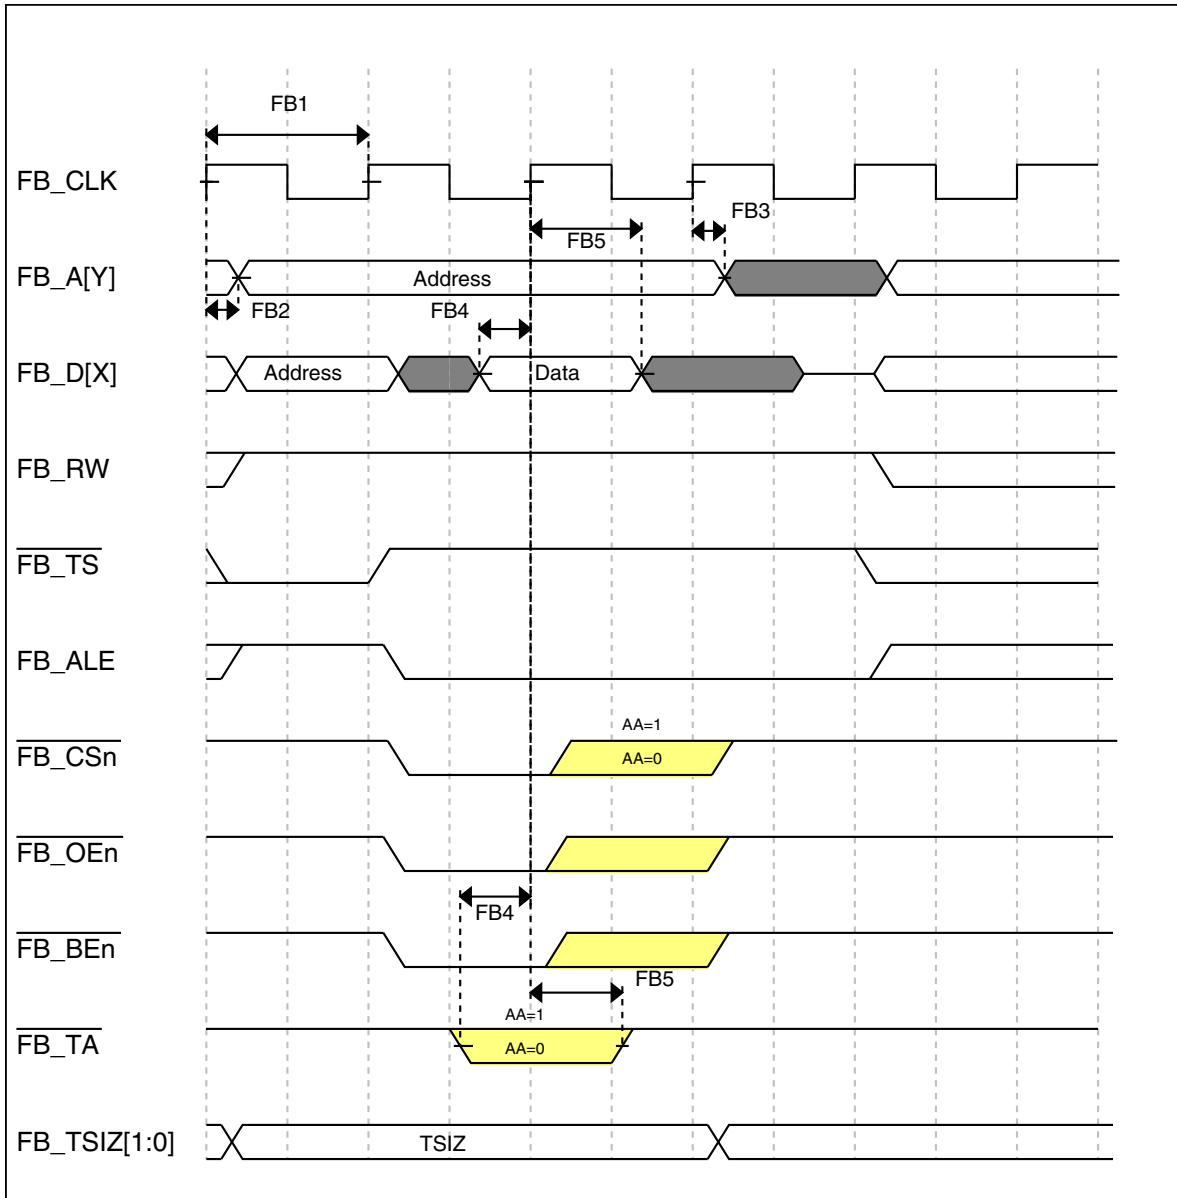 FB1
FB_CLK
FB3
FB5
FB_A[Y]
Address
FB2
FB4
FB_D[X]
Address
Data
FB_RW
FB_TS
FB_ALE
AA=1
FB_CSn
AA=0
FB_OEn
FB4
FB_BEn
FB5
AA=1
FB_TA
AA=0
FB_TSIZ[1:0]
TSIZ